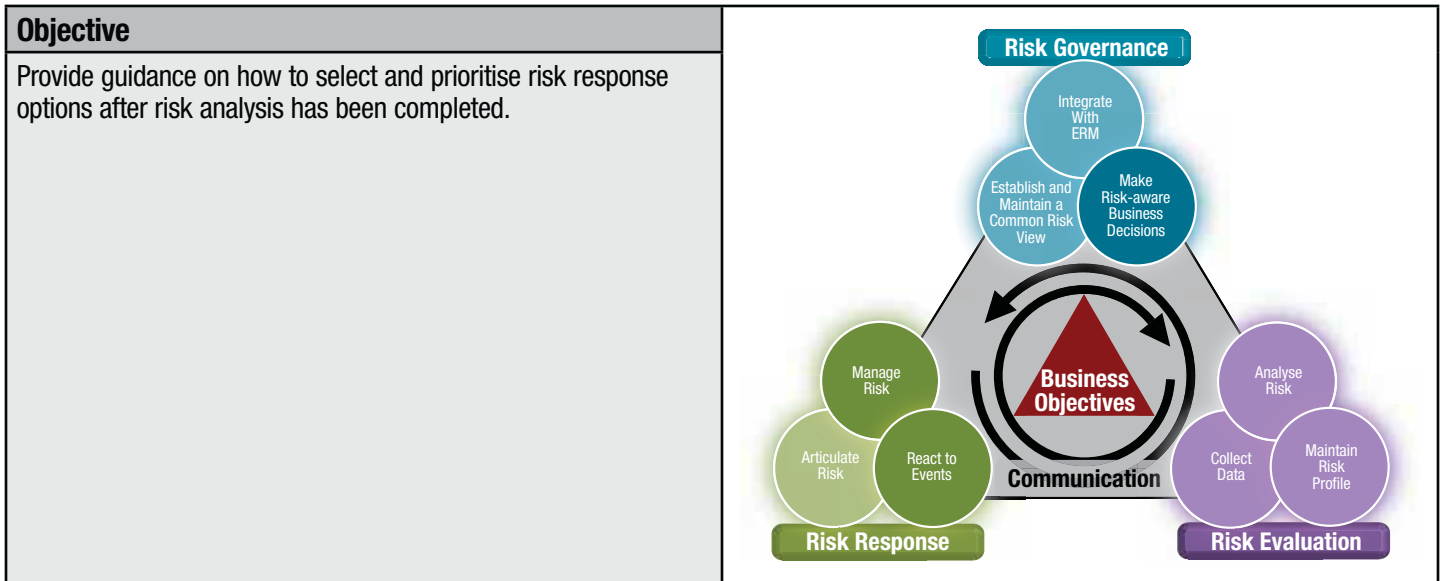 Objective
Provide guidance on how to select and prioritise risk response
options after risk analysis has been completed.
Risk Governance
Integrate
With
ERM
Establish and
Maintain a
Common Risk
View
Make
Risk-aware
Business
Decisions
Business
Objectives
Communication
Manage
Risk
Articulate
Risk
React to
Events
Risk Response
Analyse
Risk
Collect
Data
Maintain
Risk
Profile
Risk Evaluation